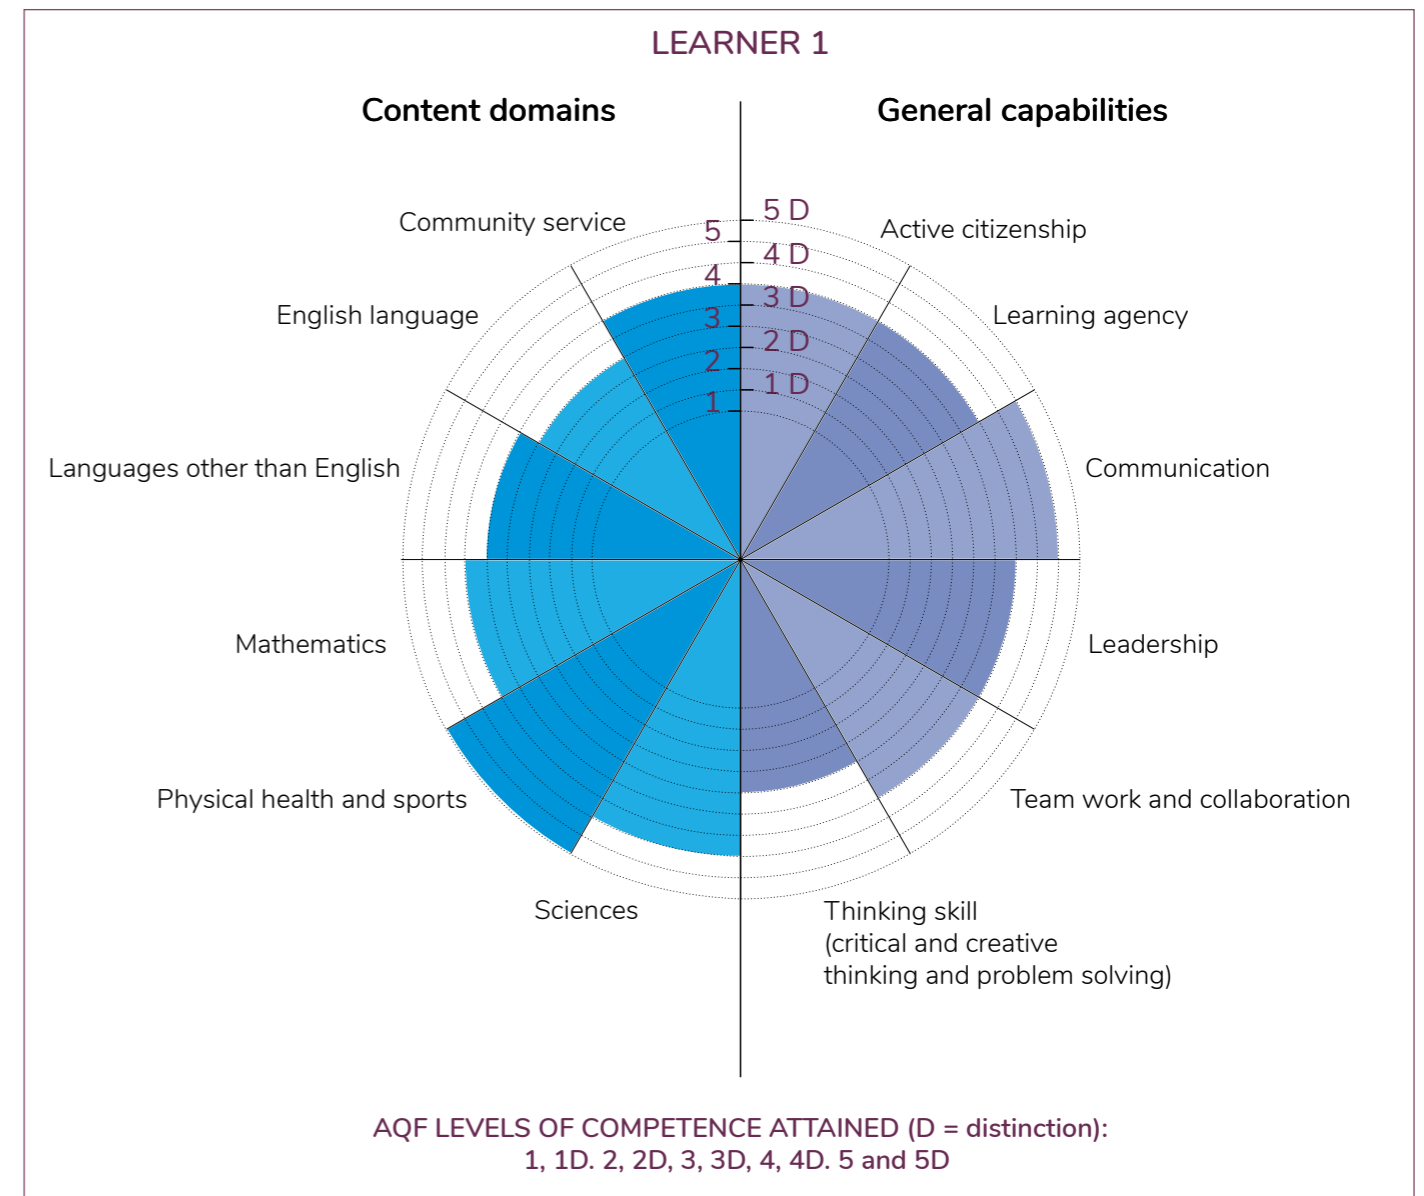 LEARNER 1
Content domains
General capabilities
5 D
5
4 D
4
3 D
3
2 D
2
1 D
1
Community service
English language
Languages other than English
Mathematics
Physical health and sports
Sciences
Active citizenship
Learning agency
Communication
Leadership
Team work and collaboration
Thinking skill
(critical and creative
thinking and problem solving)
AQF LEVELS OF COMPETENCE ATTAINED (D = distinction):
1, 1D. 2, 2D, 3, 3D, 4, 4D. 5 and 5D